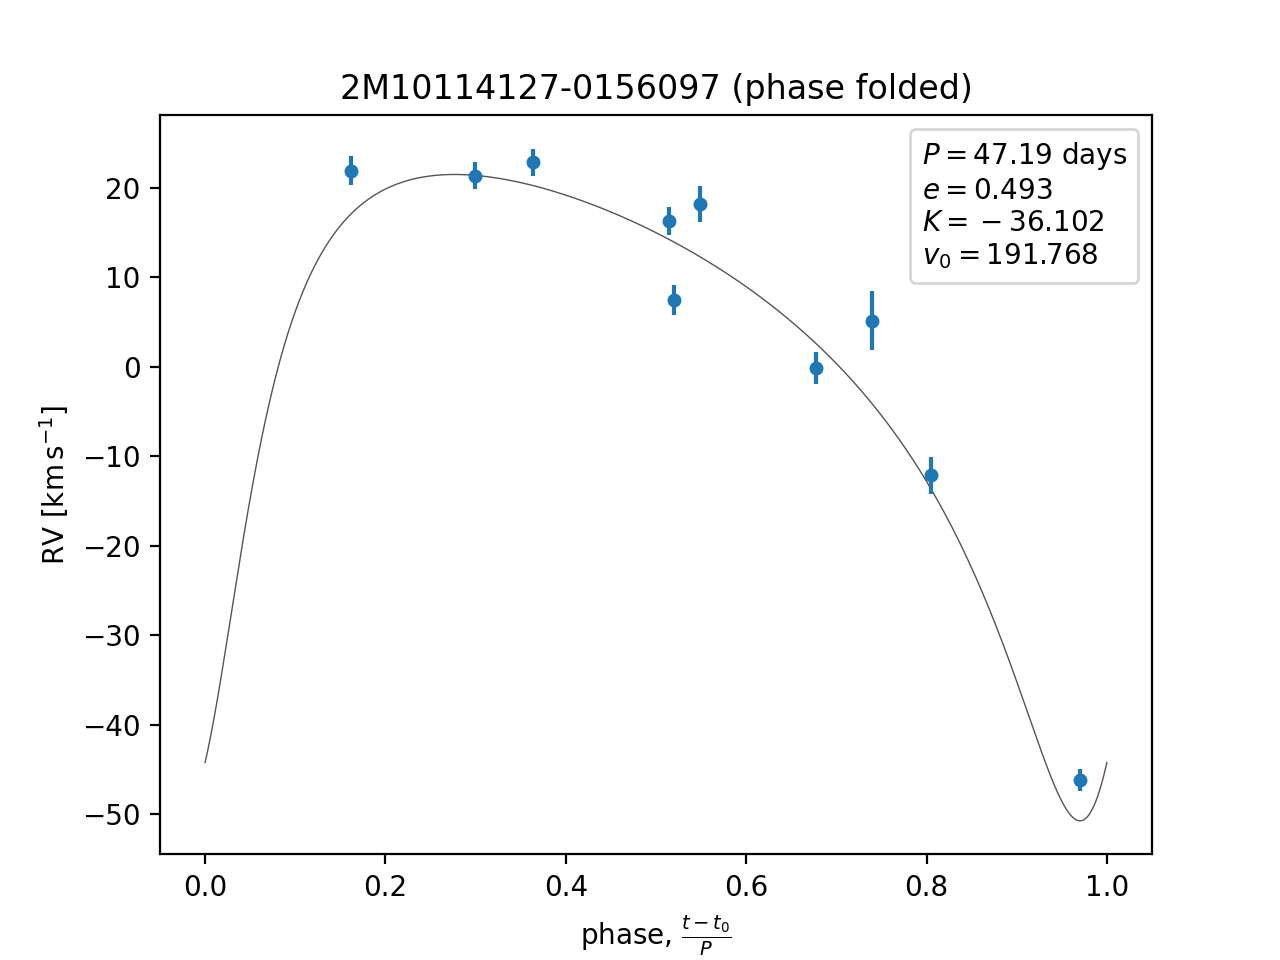 2M10114127-0156097 (phase folded)
P = 47.19 days
e = 0.493
K = −36.102
v₀ = 191.768
RV [km s⁻¹]
20
10
0
−10
−20
−30
−40
−50
0.0 0.2 0.4 0.6 0.8 1.0
phase, (t − t₀)/P